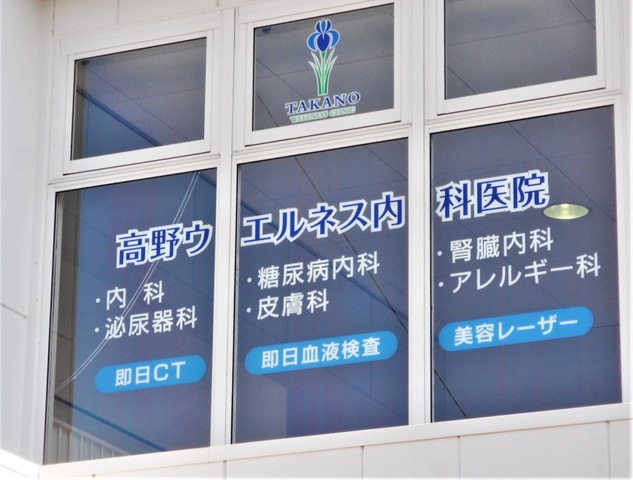 TAKANO
WELLNESS CLINIC
高野ウエルネス内科医院
・内 科
・泌尿器科
即日CT
・糖尿病内科
・皮膚科
即日血液検査
・腎臓内科
・アレルギー科
美容レーザー